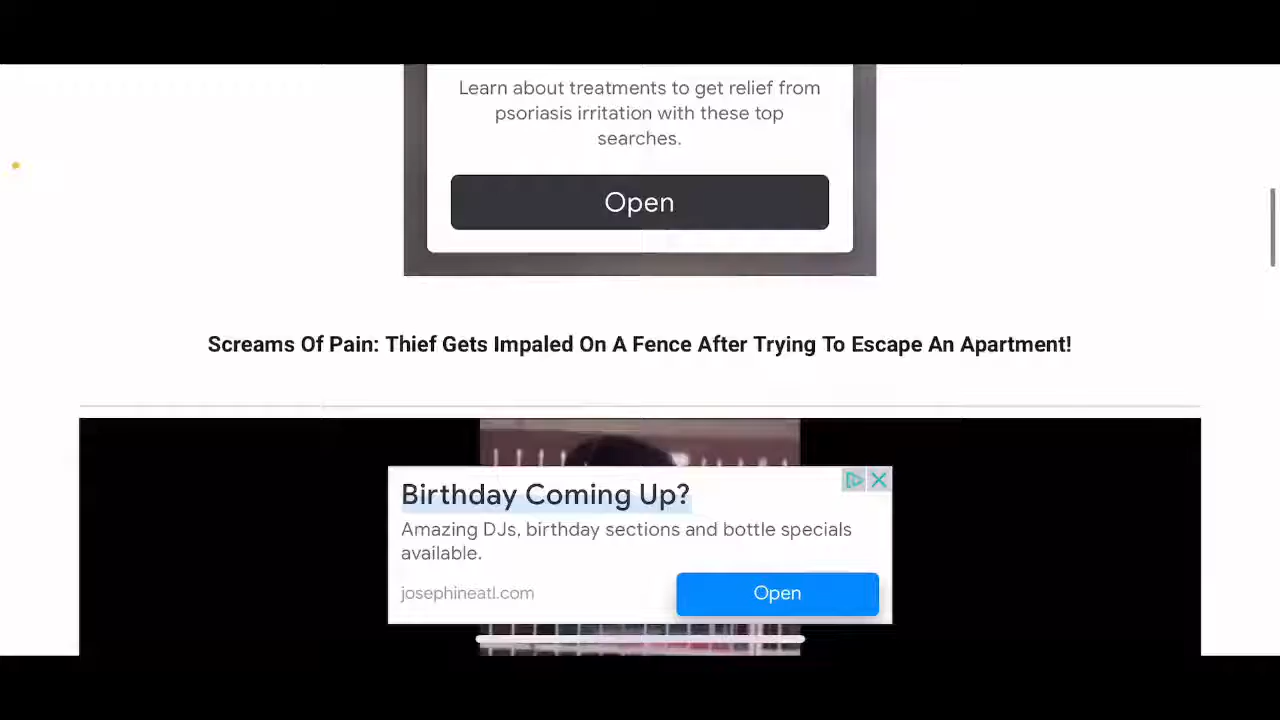 Learn about treatments to get relief from
psoriasis irritation with these top
searches.
Open
Screams Of Pain: Thief Gets Impaled On A Fence After Trying To Escape An Apartment!
Birthday Coming Up?
Amazing DJs, birthday sections and bottle specials
available.
josephineatl.com
Open